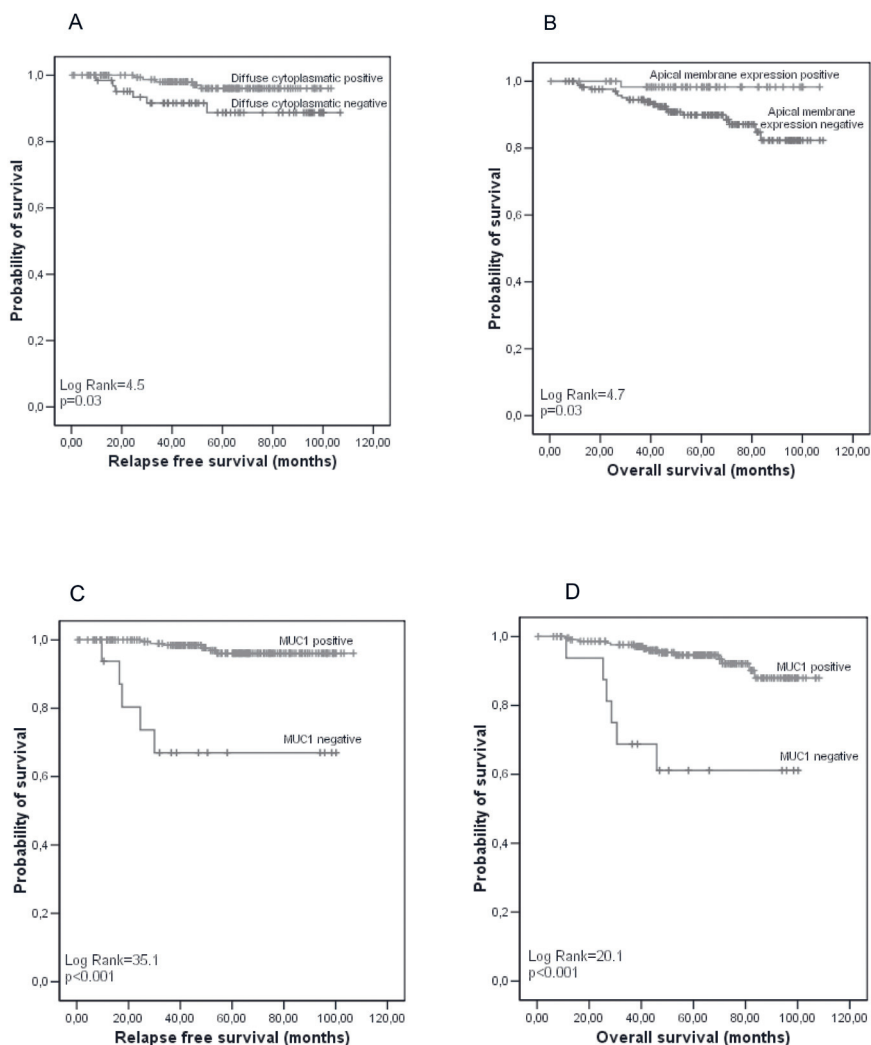 A
Probability of survival
1,0
0,8
0,6
0,4
0,2
0,0
Diffuse cytoplasmatic positive
Diffuse cytoplasmatic negative
Log Rank=4.5
p=0.03
0,00 20,00 40,00 60,00 80,00 100,00 120,00
Relapse free survival (months)
B
Probability of survival
1,0
0,8
0,6
0,4
0,2
0,0
Apical membrane expression positive
Apical membrane
expression negative
Log Rank=4.7
p=0.03
0,00 20,00 40,00 60,00 80,00 100,00 120,00
Overall survival (months)
C
Probability of survival
1,0
0,8
0,6
0,4
0,2
0,0
MUC1 positive
MUC1 negative
Log Rank=35.1
p<0.001
0,00 20,00 40,00 60,00 80,00 100,00 120,00
Relapse free survival (months)
D
Probability of survival
1,0
0,8
0,6
0,4
0,2
0,0
MUC1 positive
MUC1 negative
Log Rank=20.1
p<0.001
0,00 20,00 40,00 60,00 80,00 100,00 120,00
Overall survival (months)